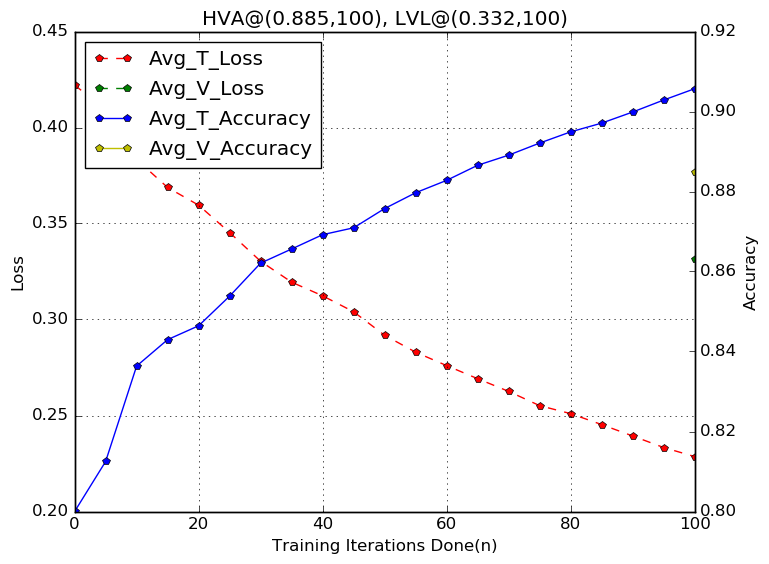 HVA@(0.885,100), LVL@(0.332,100)
0.45
0.40
0.35
0.30
0.25
0.20
Loss
Avg_T_Loss
Avg_V_Loss
Avg_T_Accuracy
Avg_V_Accuracy
0.92
0.90
0.88
0.86
0.84
0.82
0.80
Accuracy
0 20 40 60 80 100
Training Iterations Done(n)